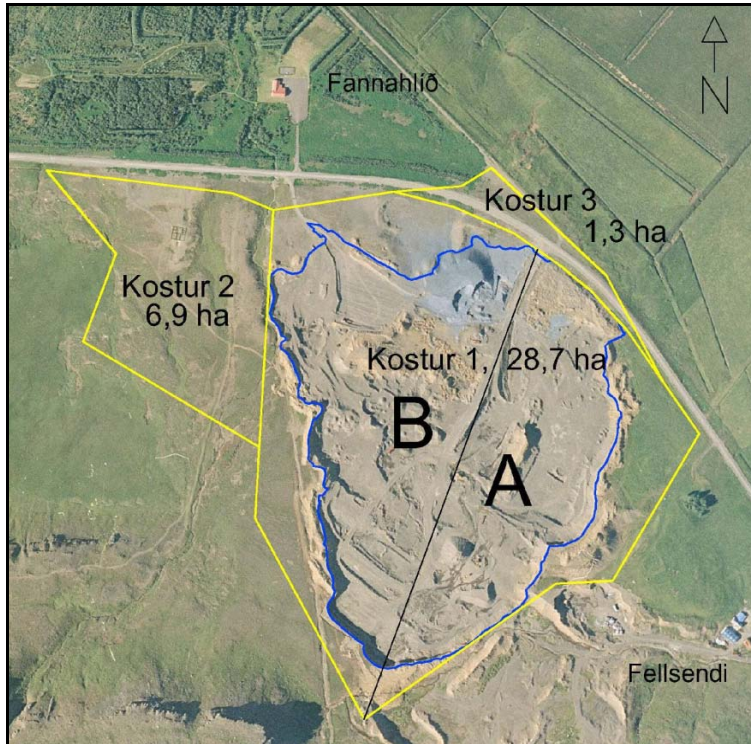 Fannahlíð
N
Kostur 3
1,3 ha
Kostur 2
6,9 ha
Kostur 1, 28,7 ha
B
A
Fellsendi